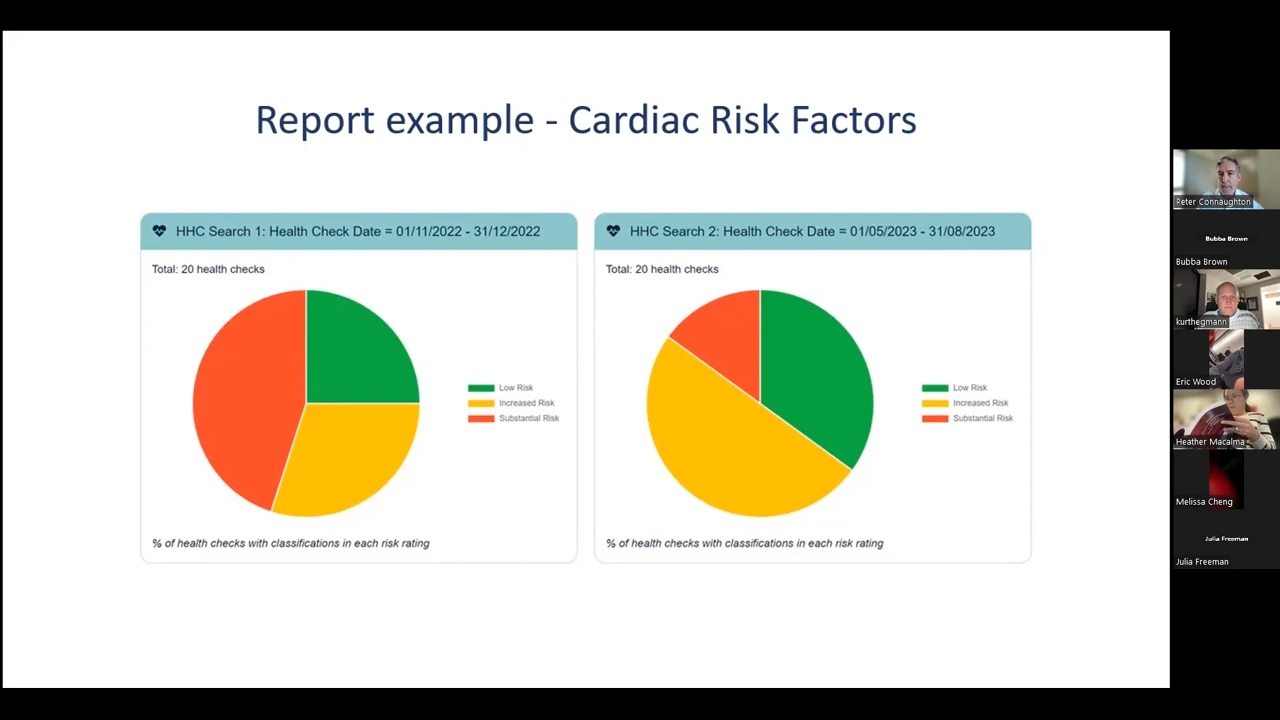 Report example - Cardiac Risk Factors
HHC Search 1: Health Check Date = 01/11/2022 - 31/12/2022
Total: 20 health checks
Low Risk
Increased Risk
Substantial Risk
% of health checks with classifications in each risk rating
HHC Search 2: Health Check Date = 01/05/2023 - 31/08/2023
Total: 20 health checks
Low Risk
Increased Risk
Substantial Risk
% of health checks with classifications in each risk rating
Peter Connaughton
Bubba Brown
Bubba Brown
kurthegmann
Eric Wood
Heather Macalma
Melissa Cheng
Julia Freeman
Julia Freeman